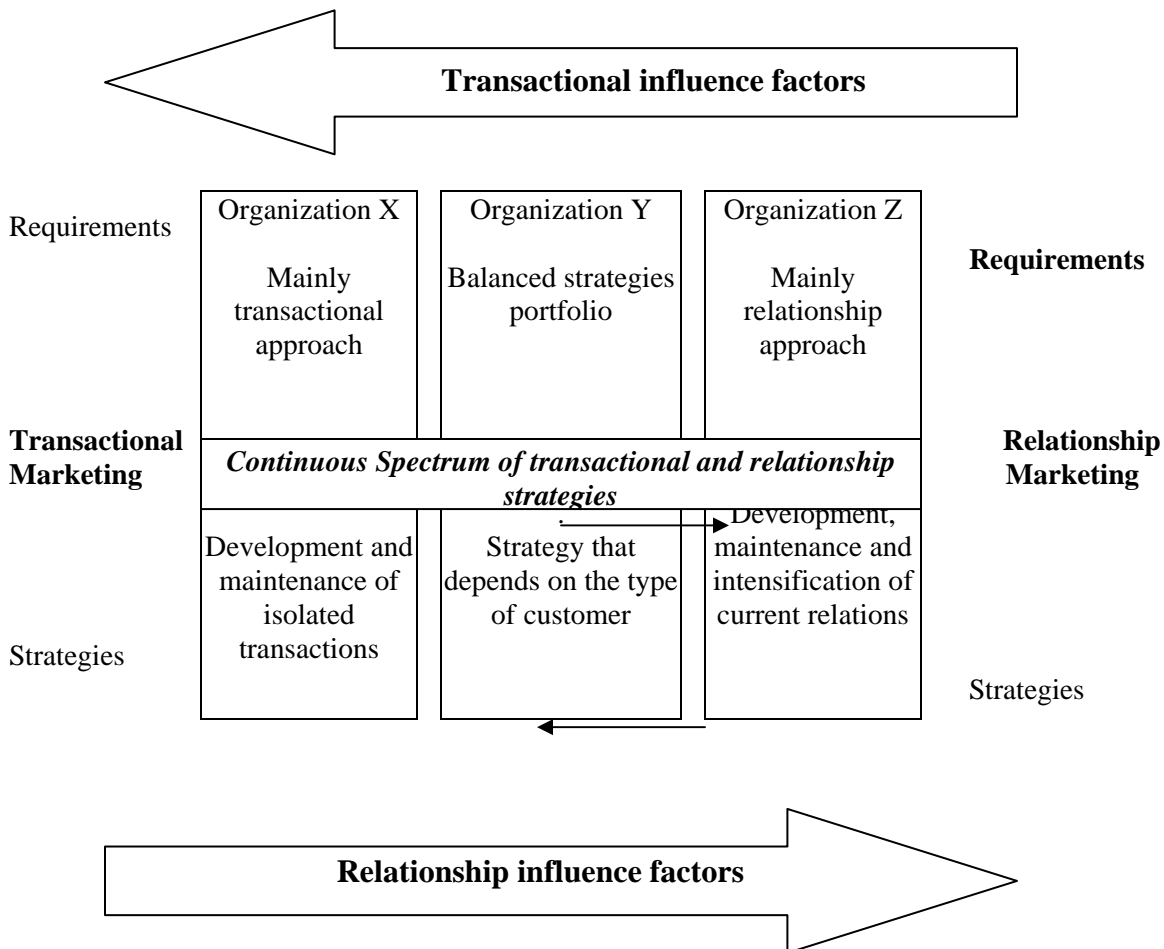 Transactional influence factors
Requirements
Organization X
Mainly
transactional
approach
Organization Y
Balanced strategies
portfolio
Organization Z
Mainly
relationship
approach
Requirements
Transactional
Marketing
Continuous Spectrum of transactional and relationship
strategies
Relationship
Marketing
Development and
maintenance of
isolated
transactions
.
Strategy that
depends on the type
of customer
Development,
maintenance and
intensification of
current relations
Strategies
Strategies
Relationship influence factors